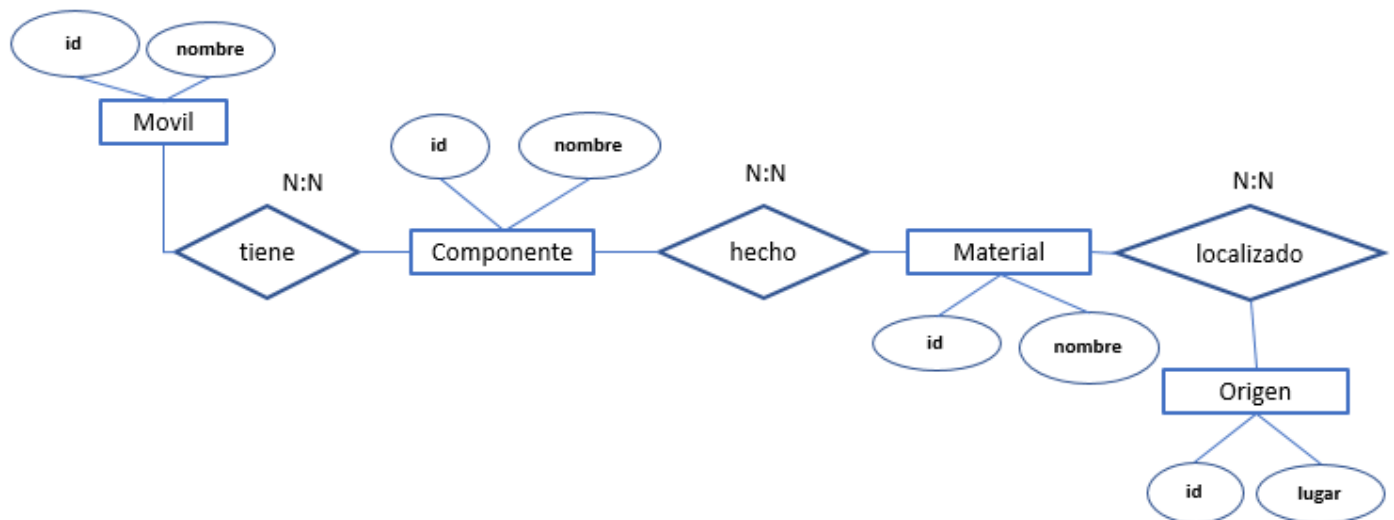 id
nombre
Movil
id
nombre
N:N
N:N
N:N
tiene
Componente
hecho
Material
localizado
id
nombre
Origen
id
lugar